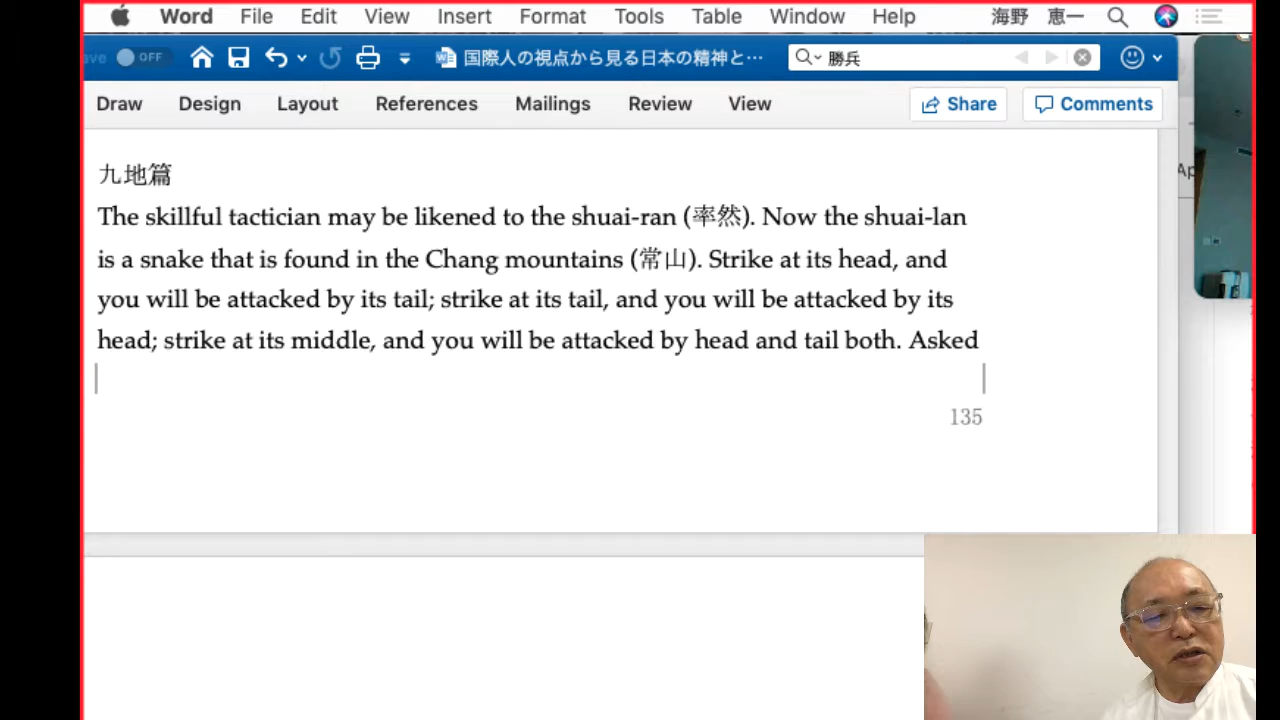 Word File Edit View Insert Format Tools Table Window Help 海野 恵一
ave OFF 国際人の視点から見る日本の精神と… 勝兵
Draw Design Layout References Mailings Review View Share Comments
Ap
九地篇
The skillful tactician may be likened to the shuai-ran (率然). Now the shuai-lan
is a snake that is found in the Chang mountains (常山). Strike at its head, and
you will be attacked by its tail; strike at its tail, and you will be attacked by its
head; strike at its middle, and you will be attacked by head and tail both. Asked
135